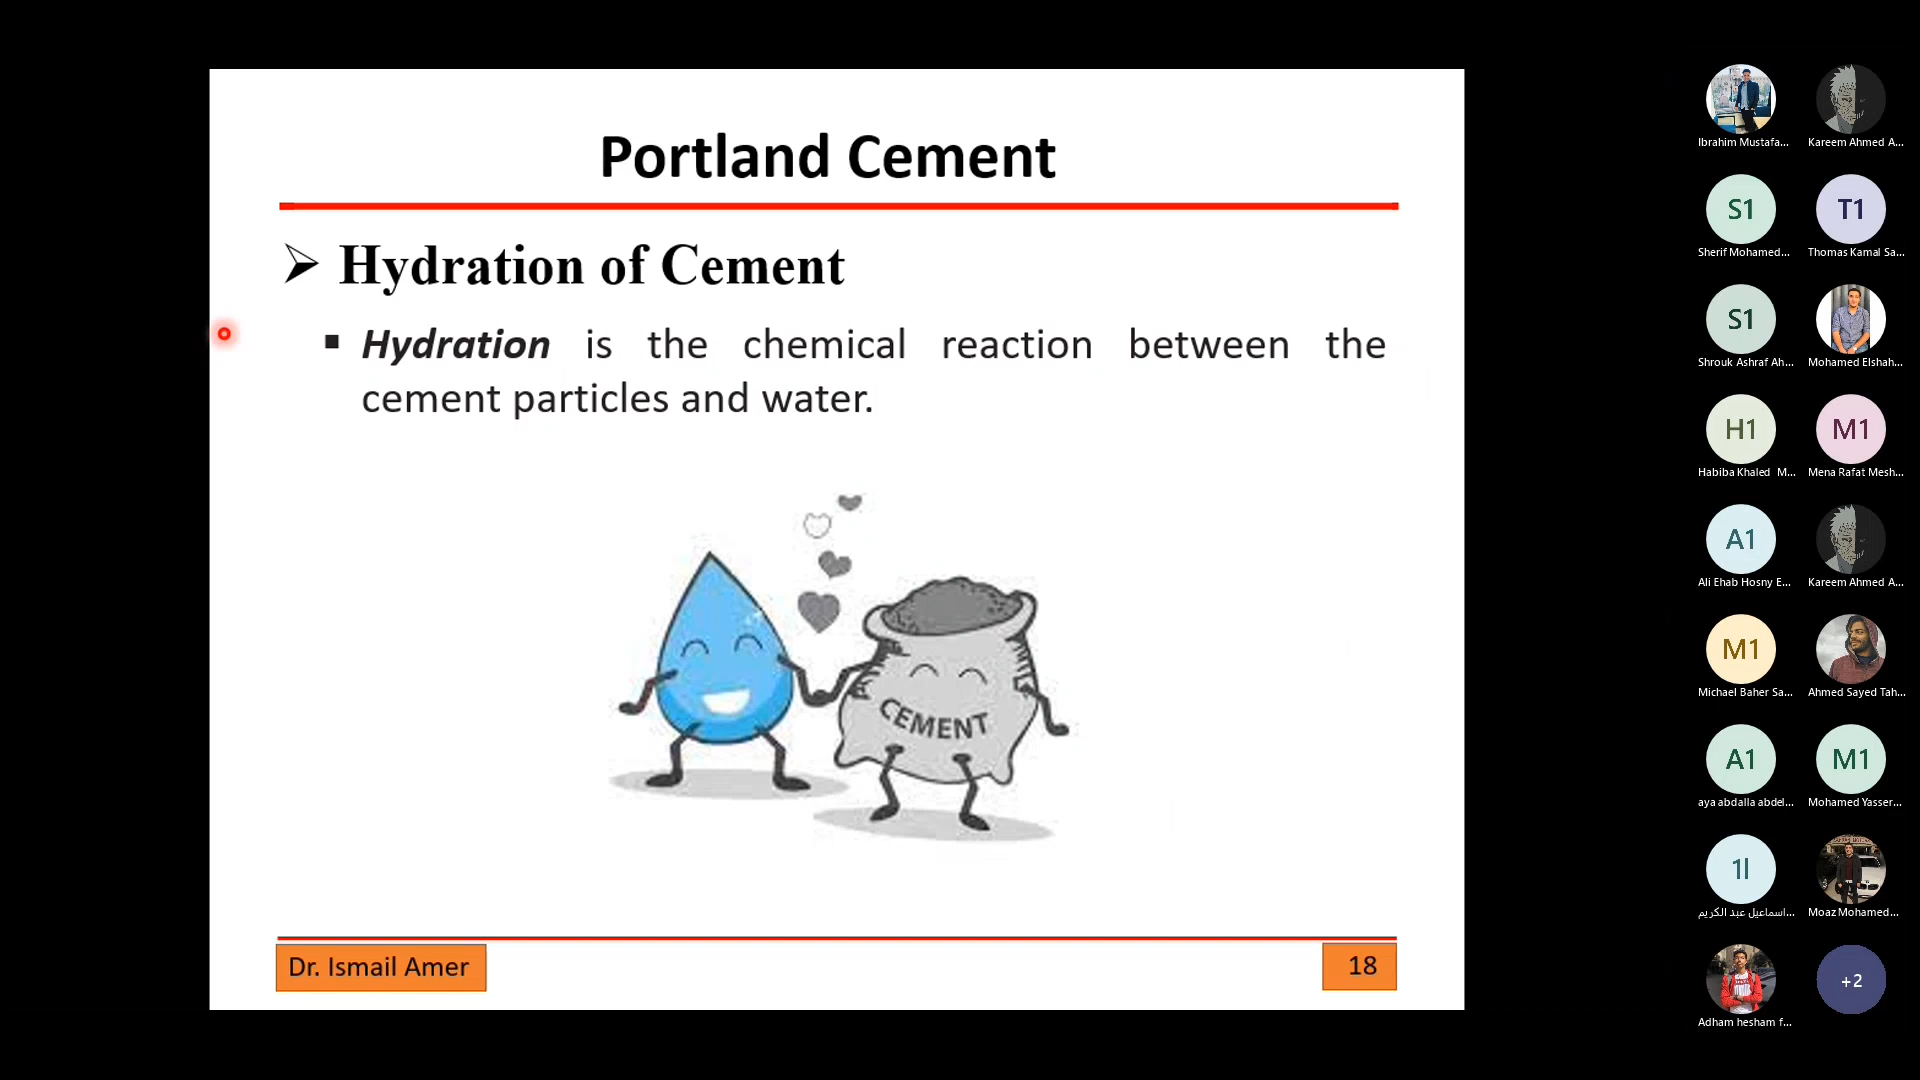 Portland Cement
➢ Hydration of Cement
▪ Hydration is the chemical reaction between the
cement particles and water.
CEMENT
Dr. Ismail Amer
18
Ibrahim Mustafa...
Kareem Ahmed A...
S1
T1
Sherif Mohamed...
Thomas Kamal Sa...
S1
Shrouk Ashraf Ah...
Mohamed Elshah...
H1
M1
Habiba Khaled M...
Mena Rafat Mesh...
A1
Ali Ehab Hosny E...
Kareem Ahmed A...
M1
Michael Baher Sa...
Ahmed Sayed Tah...
A1
M1
aya abdalla abdel...
Mohamed Yasser...
1ا
اسماعيل عبد الكريم...
Moaz Mohamed...
Adham hesham f...
+2